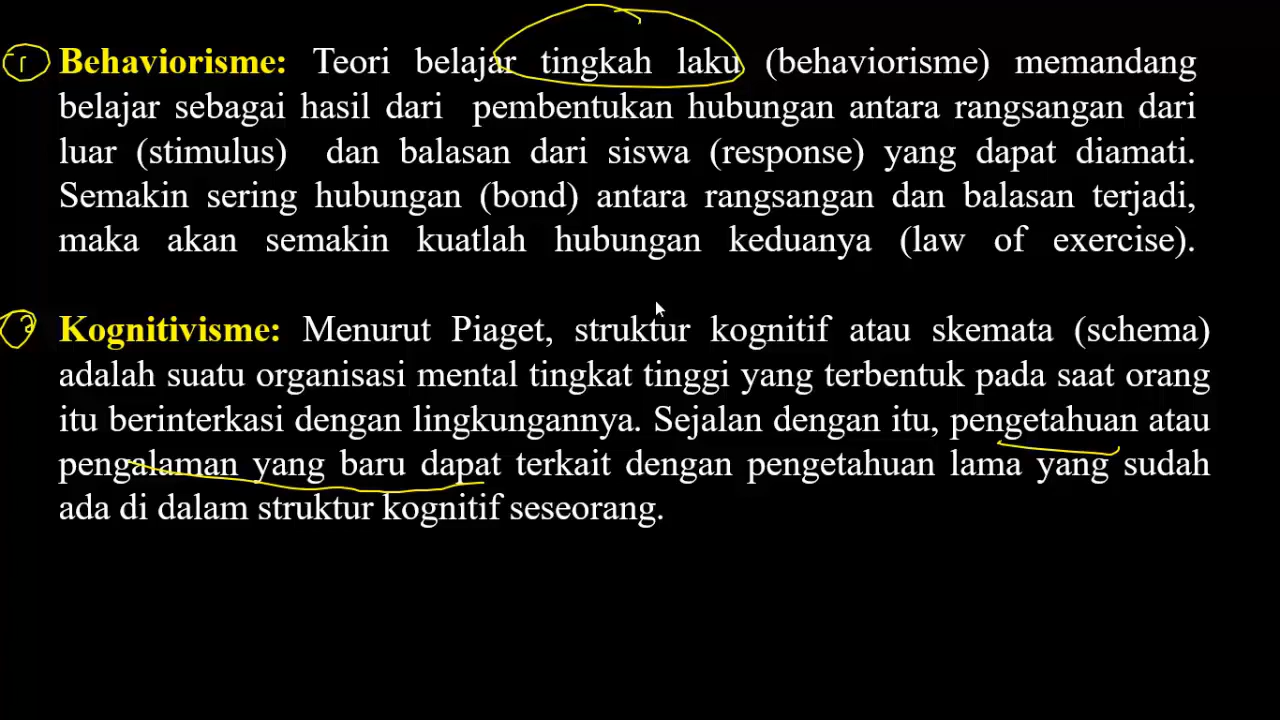 1 Behaviorisme: Teori belajar tingkah laku (behaviorisme) memandang
belajar sebagai hasil dari pembentukan hubungan antara rangsangan dari
luar (stimulus) dan balasan dari siswa (response) yang dapat diamati.
Semakin sering hubungan (bond) antara rangsangan dan balasan terjadi,
maka akan semakin kuatlah hubungan keduanya (law of exercise).
2 Kognitivisme: Menurut Piaget, struktur kognitif atau skemata (schema)
adalah suatu organisasi mental tingkat tinggi yang terbentuk pada saat orang
itu berinterkasi dengan lingkungannya. Sejalan dengan itu, pengetahuan atau
pengalaman yang baru dapat terkait dengan pengetahuan lama yang sudah
ada di dalam struktur kognitif seseorang.